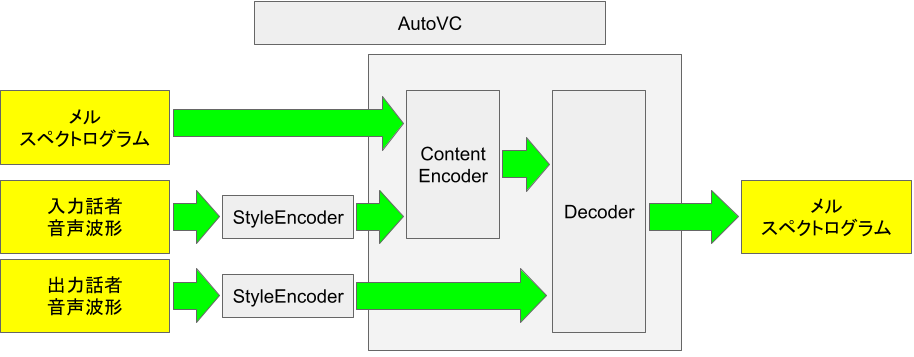 AutoVC
メル
スペクトログラム
入力話者
音声波形
出力話者
音声波形
StyleEncoder
StyleEncoder
Content
Encoder
Decoder
メル
スペクトログラム